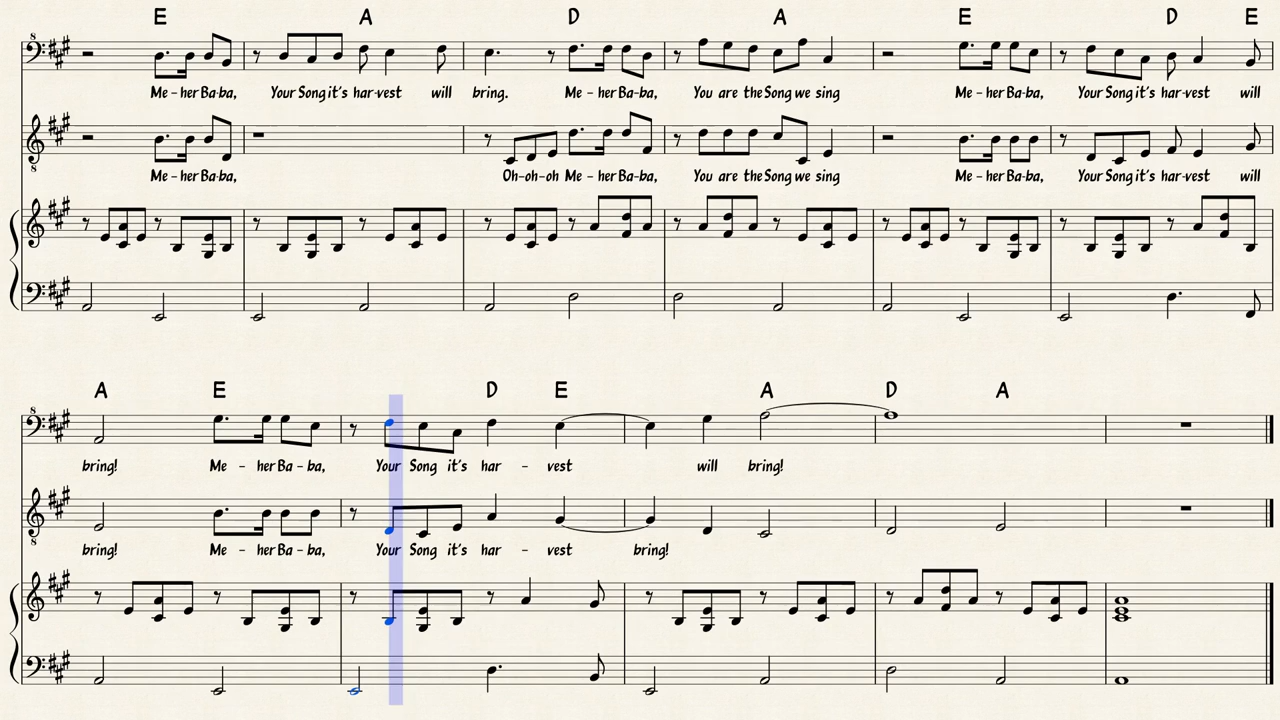 E A D A E D E
Me - her Ba-ba, Your Song it's har-vest will bring. Me - her Ba-ba, You are the Song we sing Me - her Ba-ba, Your Song it's har-vest will
Me - her Ba-ba, Oh-oh-oh Me - her Ba-ba, You are the Song we sing Me - her Ba-ba, Your Song it's har-vest will
A E D E A D A
bring! Me - her Ba - ba, Your Song it's har - vest will bring!
bring! Me - her Ba - ba, Your Song it's har - vest bring!